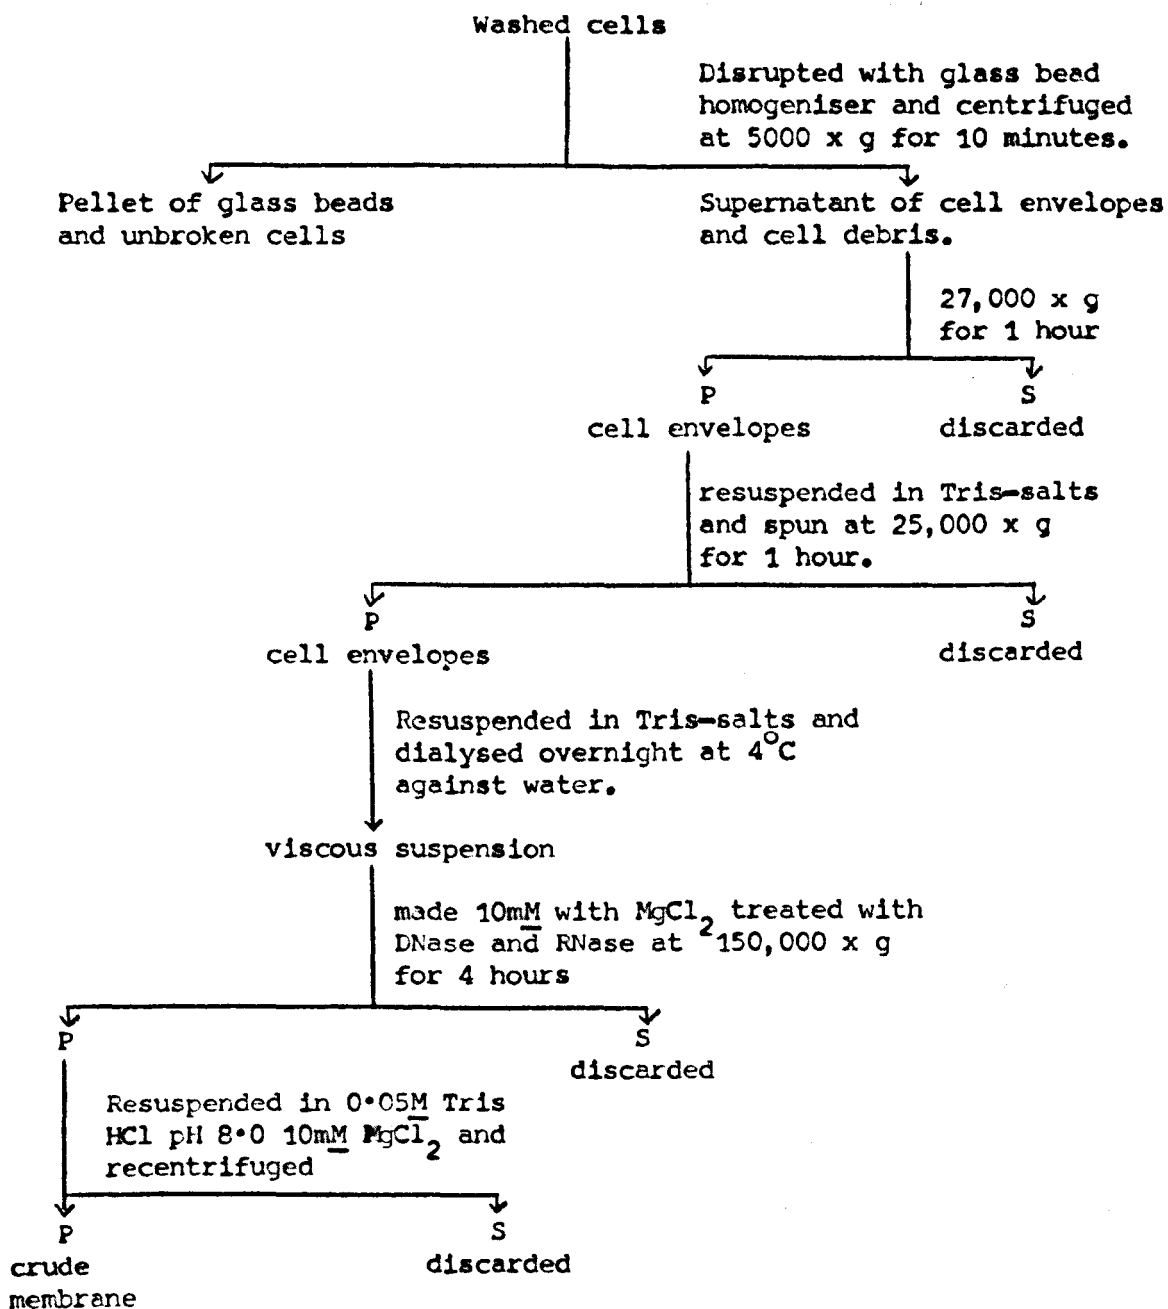 Washed cells
Disrupted with glass bead
homogeniser and centrifuged
at 5000 x g for 10 minutes.
Pellet of glass beads
and unbroken cells
Supernatant of cell envelopes
and cell debris.
27,000 x g
for 1 hour
P
S
cell envelopes
discarded
resuspended in Tris-salts
and spun at 25,000 x g
for 1 hour.
P
S
cell envelopes
discarded
Resuspended in Tris-salts and
dialysed overnight at 4°C
against water.
viscous suspension
made 10mM with MgCl2 treated with
DNase and RNase at 150,000 x g
for 4 hours
P
S
discarded
Resuspended in 0·05M Tris
HCl pH 8·0 10mM MgCl2 and
recentrifuged
P
S
crude
discarded
membrane